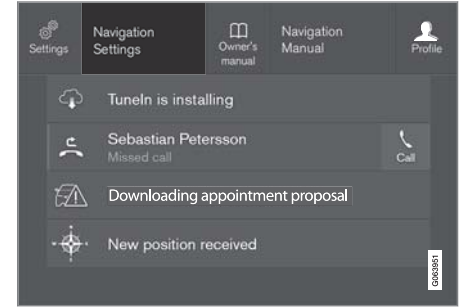 Settings
Navigation
Settings
Owner's
manual
Navigation
Manual
Profile
TuneIn is installing
Sebastian Petersson
Missed call
Call
Downloading appointment proposal
New position received
G063951